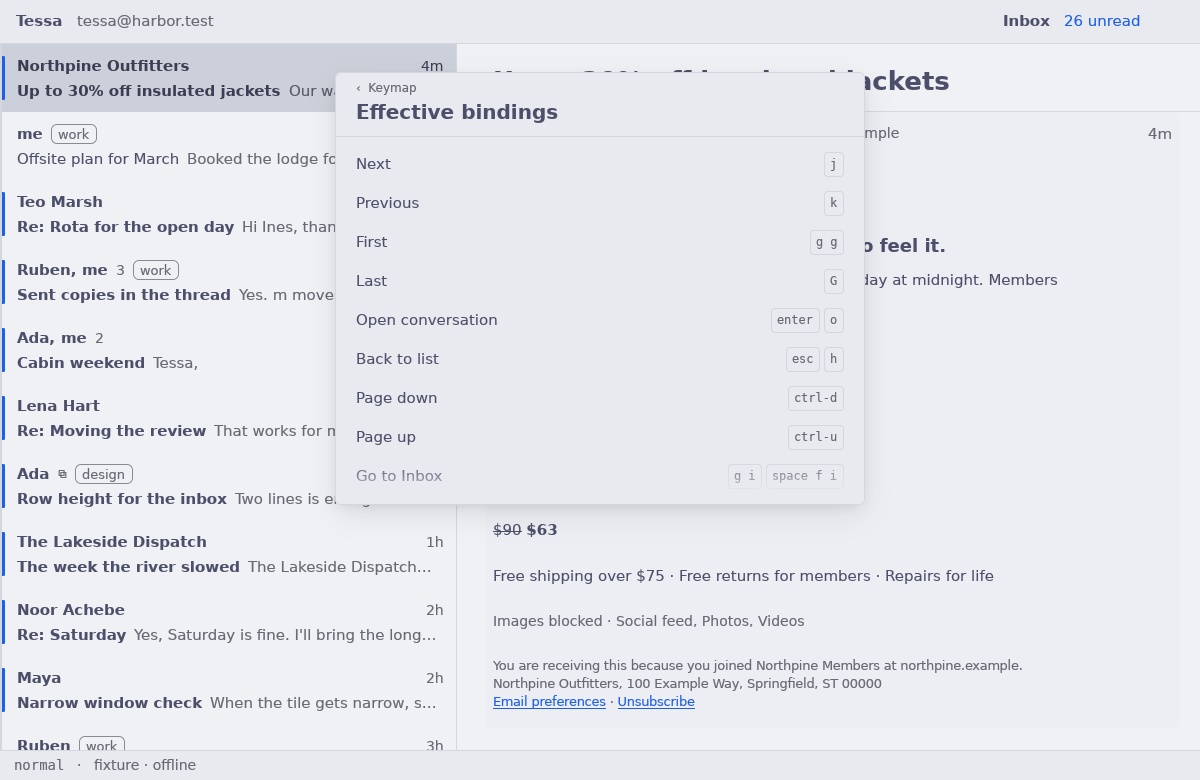 Tessa tessa@harbor.test
Inbox 26 unread
Northpine Outfitters 4m
Up to 30% off insulated jackets Our
me work
Offsite plan for March Booked the lodge
Teo Marsh
Re: Rota for the open day Hi Ines,
Ruben, me 3 work
Sent copies in the thread Yes. m move
Ada, me 2
Cabin weekend Tessa,
Lena Hart
Re: Moving the review That works for
Ada design
Row height for the inbox Two lines is
The Lakeside Dispatch 1h
The week the river slowed The Lakeside Dispatch…
Noor Achebe 2h
Re: Saturday Yes, Saturday is fine. I'll bring the long…
Maya 2h
Narrow window check When the tile gets narrow, s…
Ruben work 3h
‹ Keymap
Effective bindings
Next j
Previous k
First g g
Last G
Open conversation enter o
Back to list esc h
Page down ctrl-d
Page up ctrl-u
Go to Inbox g i space f i
jackets
4m
to feel it.
day at midnight. Members
$90 $63
Free shipping over $75 · Free returns for members · Repairs for life
Images blocked · Social feed, Photos, Videos
You are receiving this because you joined Northpine Members at northpine.example.
Northpine Outfitters, 100 Example Way, Springfield, ST 00000
Email preferences · Unsubscribe
normal · fixture · offline